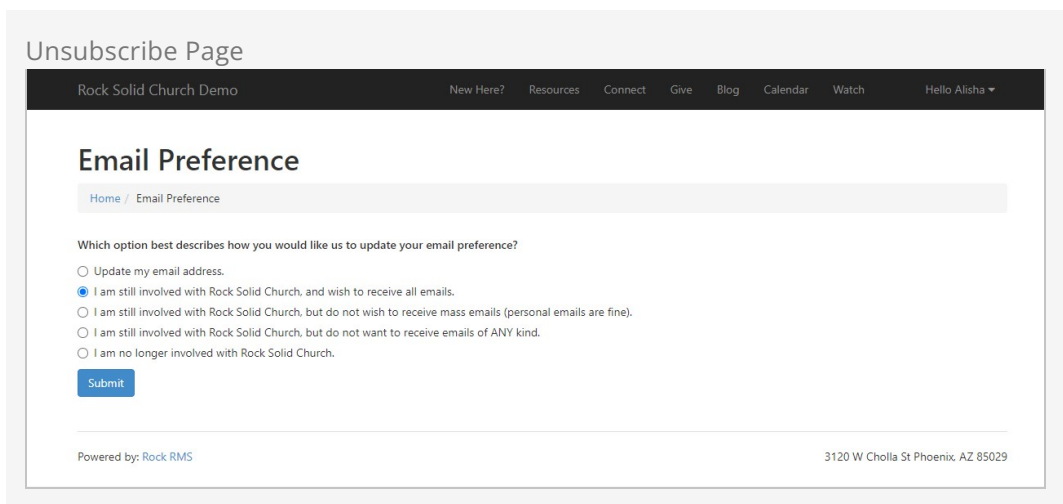 Unsubscribe Page
Rock Solid Church Demo New Here? Resources Connect Give Blog Calendar Watch Hello Alisha
Email Preference
Home / Email Preference
Which option best describes how you would like us to update your email preference?
Update my email address.
I am still involved with Rock Solid Church, and wish to receive all emails.
I am still involved with Rock Solid Church, but do not wish to receive mass emails (personal emails are fine).
I am still involved with Rock Solid Church, but do not want to receive emails of ANY kind.
I am no longer involved with Rock Solid Church.
Submit
Powered by: Rock RMS 3120 W Cholla St Phoenix, AZ 85029